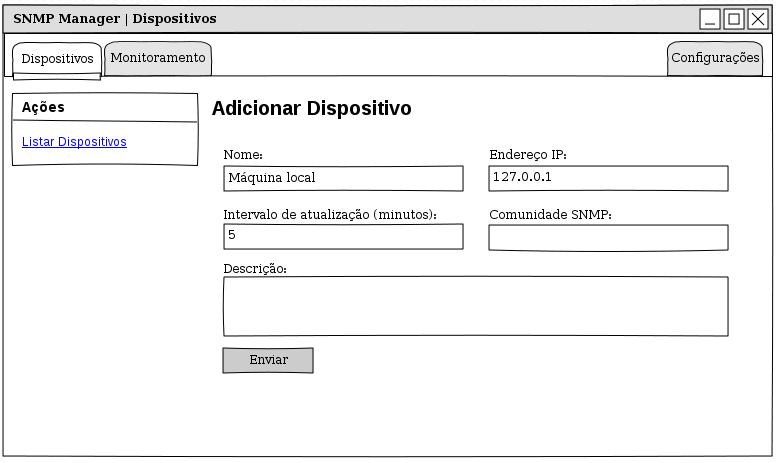 SNMP Manager | Dispositivos
Dispositivos
Monitoramento
Configurações
Ações
Listar Dispositivos
Adicionar Dispositivo
Nome:
Máquina local
Endereço IP:
127.0.0.1
Intervalo de atualização (minutos):
5
Comunidade SNMP:
Descrição:
Enviar